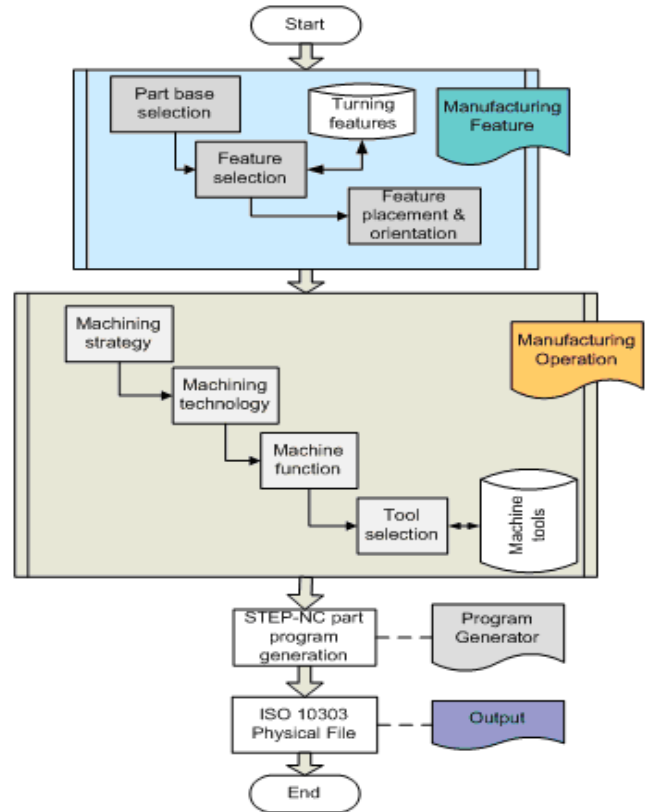 Start
Part base
selection
Turning
features
Manufacturing
Feature
Feature
selection
Feature
placement &
orientation
Machining
strategy
Manufacturing
Operation
Machining
technology
Machine
function
Tool
selection
Machine
tools
STEP-NC part
program
generation
Program
Generator
ISO 10303
Physical File
Output
End